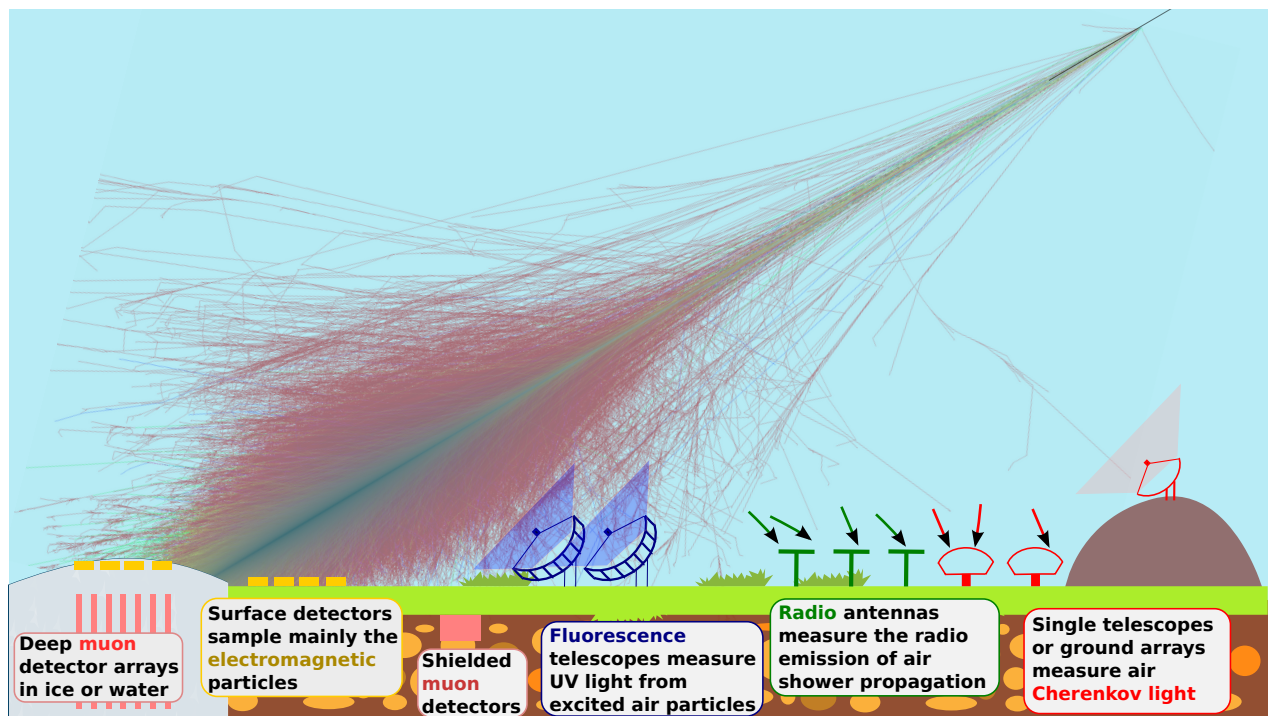 Deep muon
detector arrays
in ice or water
Surface detectors
sample mainly the
electromagnetic
particles
Shielded
muon
detectors
Fluorescence
telescopes measure
UV light from
excited air particles
Radio antennas
measure the radio
emission of air
shower propagation
Single telescopes
or ground arrays
measure air
Cherenkov light